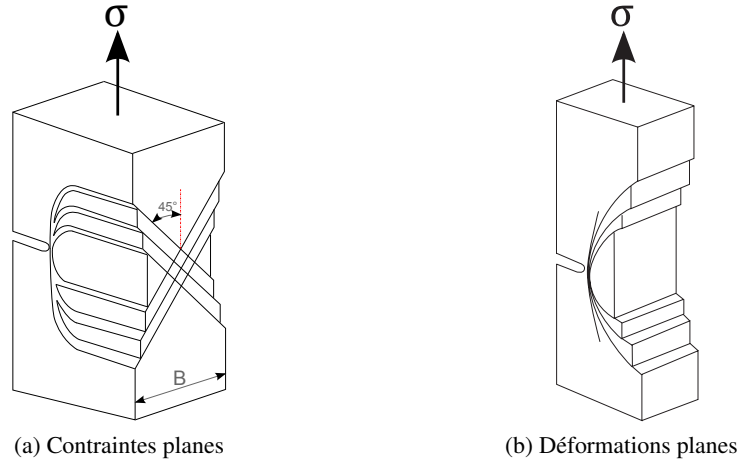 σ
σ
45°
B
(a) Contraintes planes
(b) Déformations planes